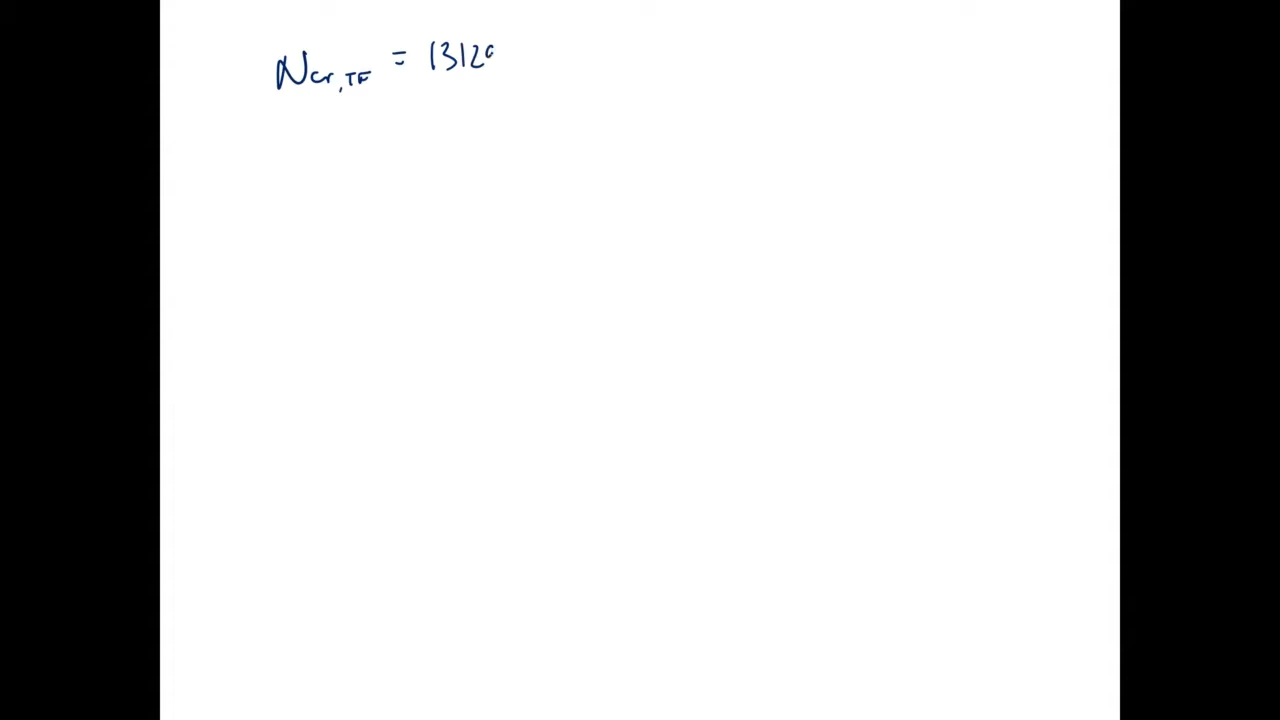 Ncr,TF = 1312